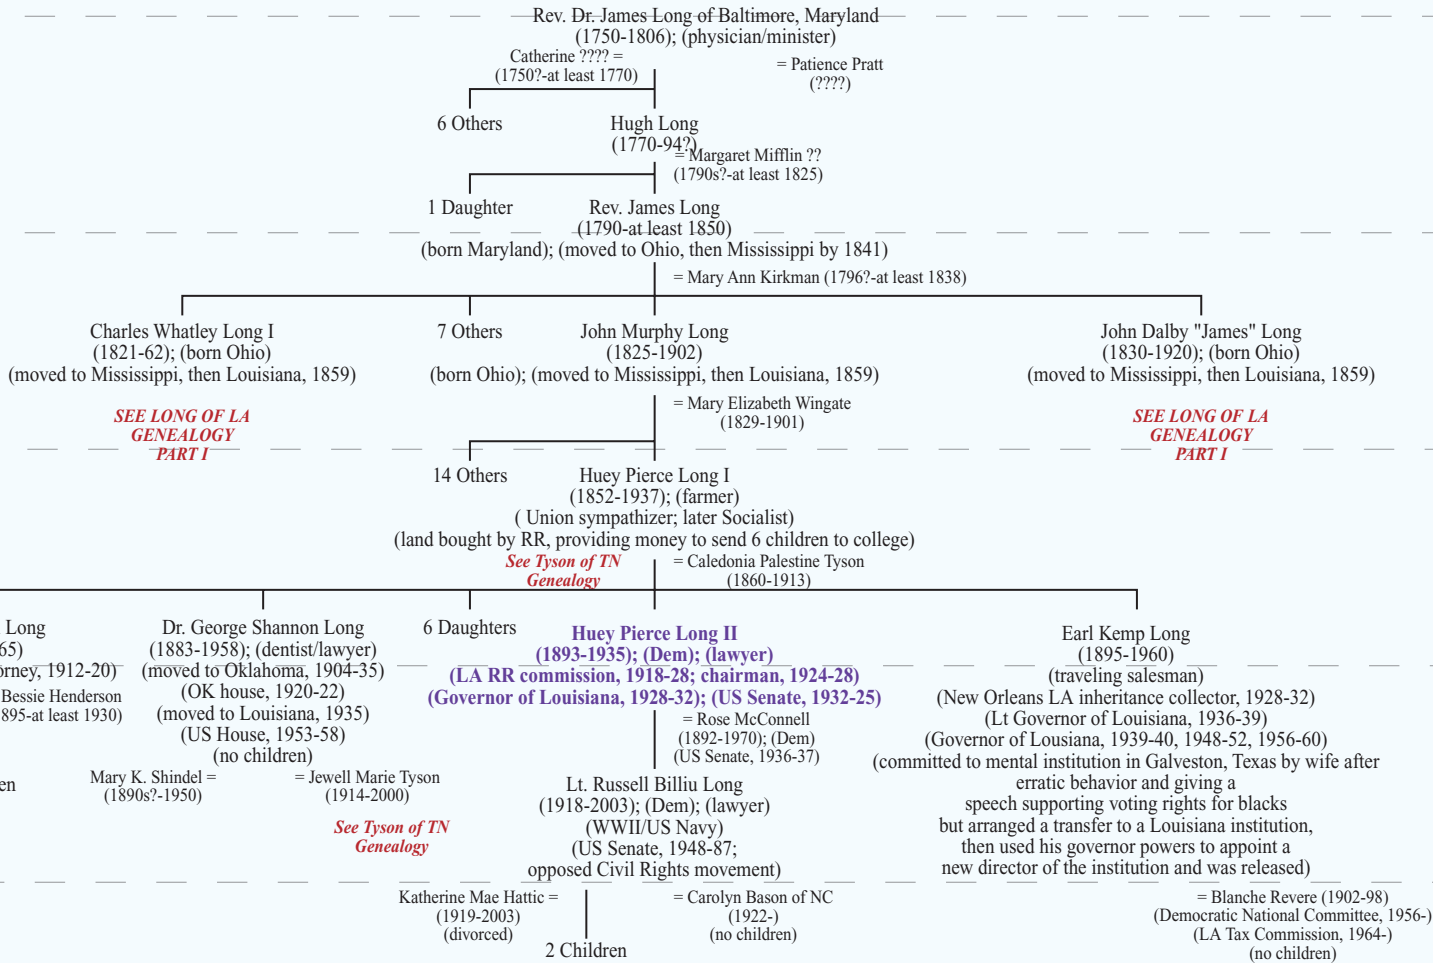 Rev. Dr. James Long of Baltimore, Maryland
(1750-1806); (physician/minister)
Catherine ???? =
(1750?-at least 1770)
= Patience Pratt
(????)
6 Others
Hugh Long
(1770-94?)
= Margaret Mifflin ??
(1790s?-at least 1825)
1 Daughter
Rev. James Long
(1790-at least 1850)
(born Maryland); (moved to Ohio, then Mississippi by 1841)
= Mary Ann Kirkman (1796?-at least 1838)
Charles Whatley Long I
(1821-62); (born Ohio)
(moved to Mississippi, then Louisiana, 1859)
SEE LONG OF LA
GENEALOGY
PART I
7 Others
John Murphy Long
(1825-1902)
(born Ohio); (moved to Mississippi, then Louisiana, 1859)
John Dalby "James" Long
(1830-1920); (born Ohio)
(moved to Mississippi, then Louisiana, 1859)
SEE LONG OF LA
GENEALOGY
PART I
= Mary Elizabeth Wingate
(1829-1901)
14 Others
Huey Pierce Long I
(1852-1937); (farmer)
( Union sympathizer; later Socialist)
(land bought by RR, providing money to send 6 children to college)
See Tyson of TN
Genealogy
= Caledonia Palestine Tyson
(1860-1913)
Long
65)
orney, 1912-20)
Bessie Henderson
895-at least 1930)
en
Dr. George Shannon Long
(1883-1958); (dentist/lawyer)
(moved to Oklahoma, 1904-35)
(OK house, 1920-22)
(moved to Louisiana, 1935)
(US House, 1953-58)
(no children)
Mary K. Shindel =
(1890s?-1950)
= Jewell Marie Tyson
(1914-2000)
See Tyson of TN
Genealogy
6 Daughters
Huey Pierce Long II
(1893-1935); (Dem); (lawyer)
(LA RR commission, 1918-28; chairman, 1924-28)
(Governor of Louisiana, 1928-32); (US Senate, 1932-25)
= Rose McConnell
(1892-1970); (Dem)
(US Senate, 1936-37)
Lt. Russell Billiu Long
(1918-2003); (Dem); (lawyer)
(WWII/US Navy)
(US Senate, 1948-87;
opposed Civil Rights movement)
Katherine Mae Hattic =
(1919-2003)
(divorced)
= Carolyn Bason of NC
(1922-)
(no children)
2 Children
Earl Kemp Long
(1895-1960)
(traveling salesman)
(New Orleans LA inheritance collector, 1928-32)
(Lt Governor of Louisiana, 1936-39)
(Governor of Lousiana, 1939-40, 1948-52, 1956-60)
(committed to mental institution in Galveston, Texas by wife after
erratic behavior and giving a
speech supporting voting rights for blacks
but arranged a transfer to a Louisiana institution,
then used his governor powers to appoint a
new director of the institution and was released)
= Blanche Revere (1902-98)
(Democratic National Committee, 1956-)
(LA Tax Commission, 1964-)
(no children)